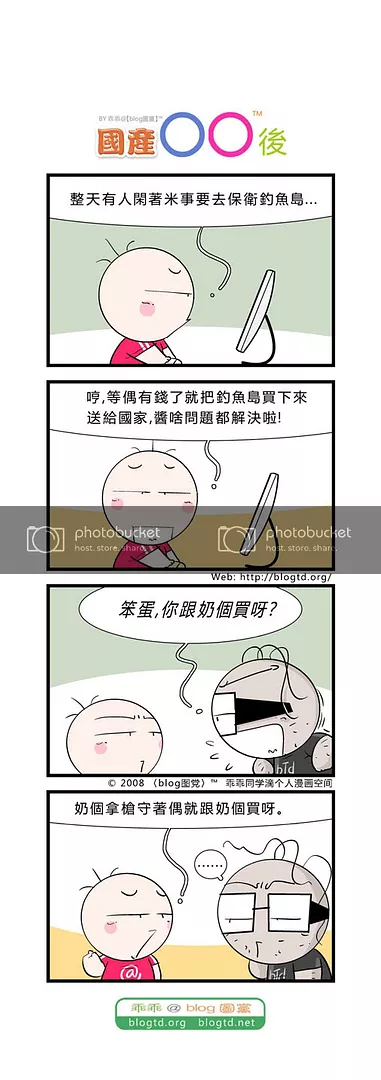 BY 乖乖@【blog圖黨】™
國產〇〇後™
整天有人閑著米事要去保衛釣魚島...
哼,等偶有錢了就把釣魚島買下來
送給國家,醬啥問題都解決啦!
photobucket
host. store. share.
photobucket
host. store. share.
Web: http://blogtd.org/
笨蛋,你跟奶個買呀?
bTd
© 2008 （blog图党）™ 乖乖同学滴个人漫画空间
奶個拿槍守著偶就跟奶個買呀。
......
@
bTd
乖乖 @ blog 圖黨
blogtd.org blogtd.net